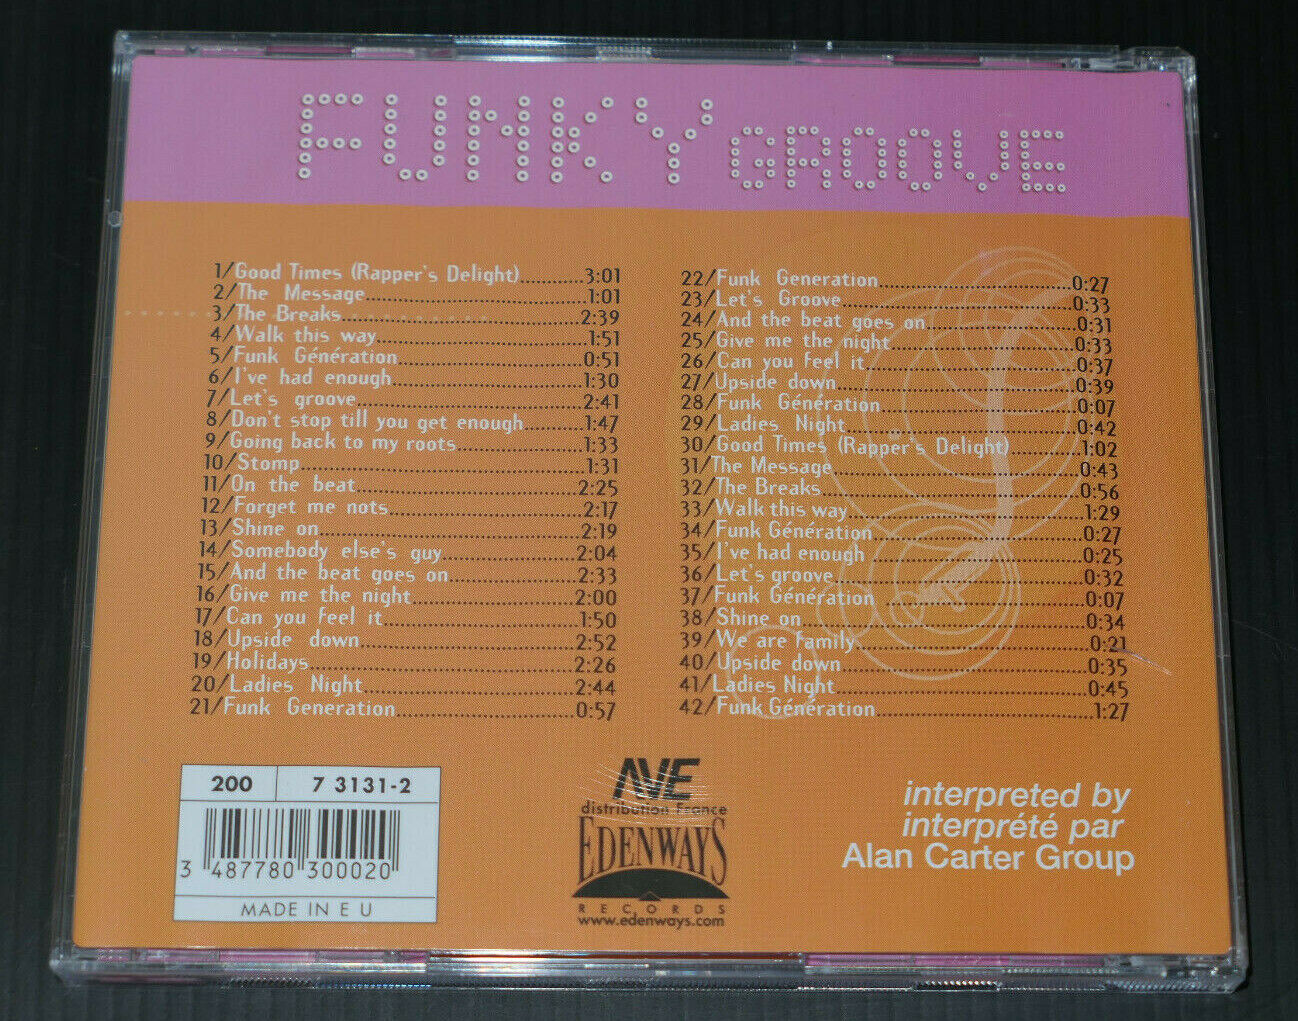 FUNKY GROOVE
1/Good Times (Rapper's Delight).........3:01
2/The Message.........1:01
3/The Breaks.........2:39
4/Walk this way.........1:51
5/Funk Génération.........0:51
6/I've had enough.........1:30
7/Let's groove.........2:41
8/Don't stop till you get enough.........1:47
9/Going back to my roots.........1:33
10/Stomp.........1:31
11/On the beat.........2:25
12/Forget me nots.........2:17
13/Shine on.........2:19
14/Somebody else's guy.........2:04
15/And the beat goes on.........2:33
16/Give me the night.........2:00
17/Can you feel it.........1:50
18/Upside down.........2:52
19/Holidays.........2:26
20/Ladies Night.........2:44
21/Funk Generation.........0:57
22/Funk Generation.........0:27
23/Let's Groove.........0:33
24/And the beat goes on.........0:31
25/Give me the night.........0:33
26/Can you feel it.........0:37
27/Upside down.........0:39
28/Funk Génération.........0:07
29/Ladies Night.........0:42
30/Good Times (Rapper's Delight).........1:02
31/The Message.........0:43
32/The Breaks.........0:56
33/Walk this way.........1:29
34/Funk Génération.........0:27
35/I've had enough.........0:25
36/Let's groove.........0:32
37/Funk Génération.........0:07
38/Shine on.........0:34
39/We are family.........0:21
40/Upside down.........0:35
41/Ladies Night.........0:45
42/Funk Génération.........1:27
200 7 3131-2
3 487780 300020
MADE IN E U
AVE
distribution France
EDENWAYS
RECORDS
www.edenways.com
interpreted by
interprété par
Alan Carter Group